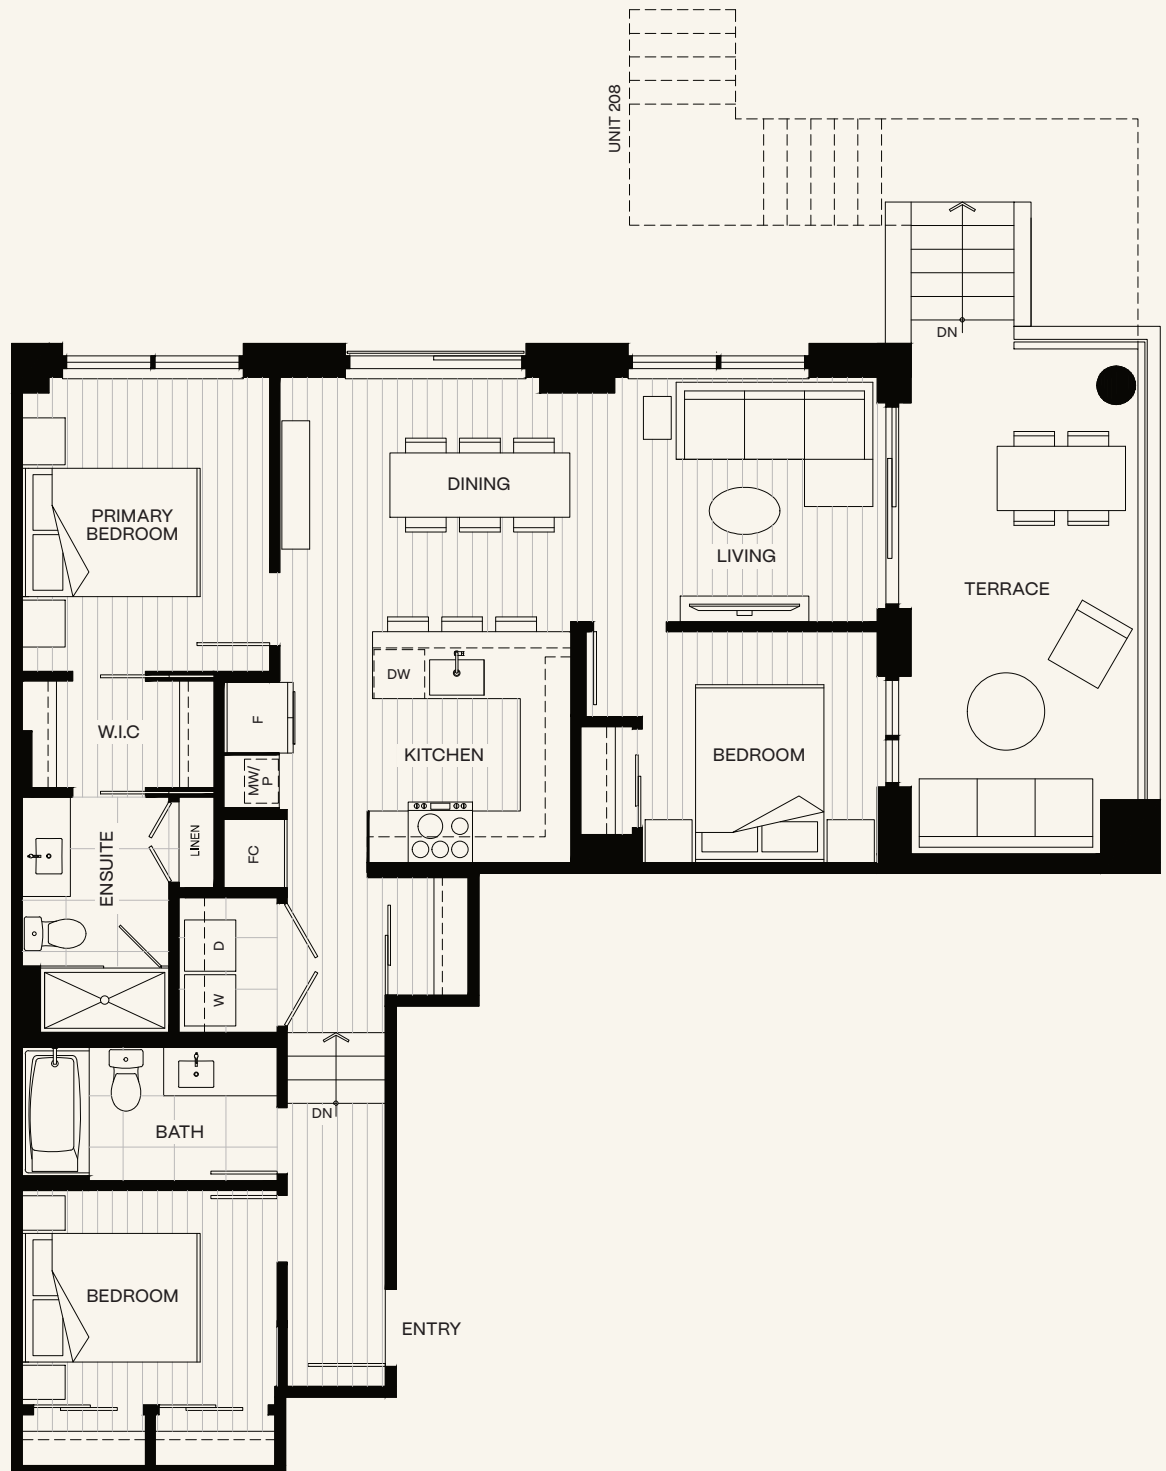 UNIT 208
DN
DINING
PRIMARY
BEDROOM
LIVING
TERRACE
DW
F
W.I.C
KITCHEN
BEDROOM
MW/
P
LINEN
ENSUITE
FC
D
W
DN
BATH
BEDROOM
ENTRY